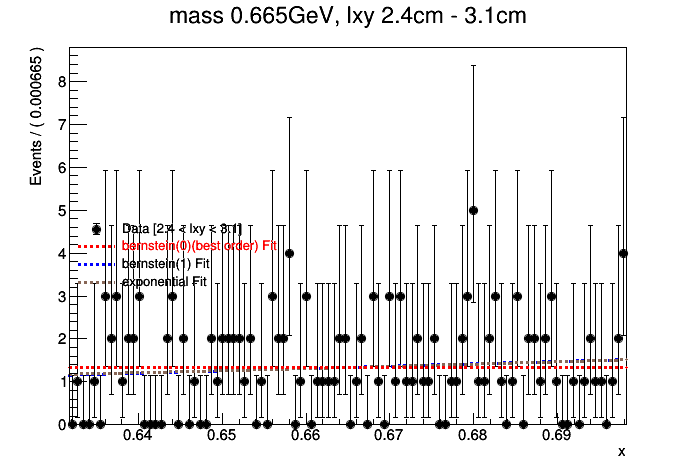 mass 0.665GeV, lxy 2.4cm - 3.1cm
Events / ( 0.000665 )
8
7
6
5
4
3
2
1
0
Data [2.4 < lxy < 3.1]
bernstein(0)(best order) Fit
bernstein(1) Fit
exponential Fit
0.64 0.65 0.66 0.67 0.68 0.69
x